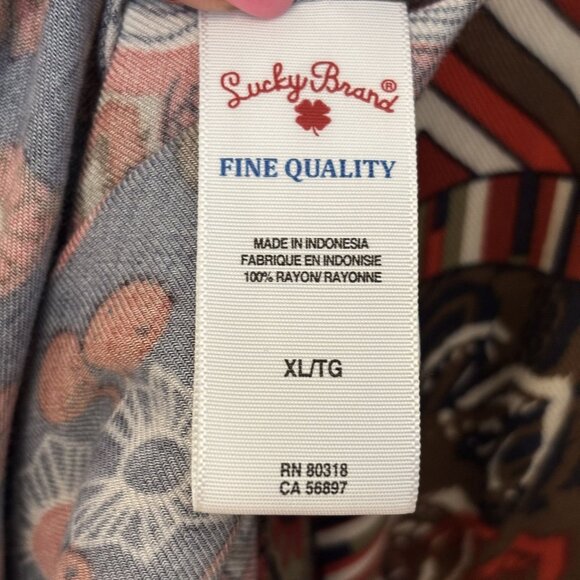 Lucky Brand®
FINE QUALITY
MADE IN INDONESIA
FABRIQUE EN INDONISIE
100% RAYON/ RAYONNE
XL/TG
RN 80318
CA 56897